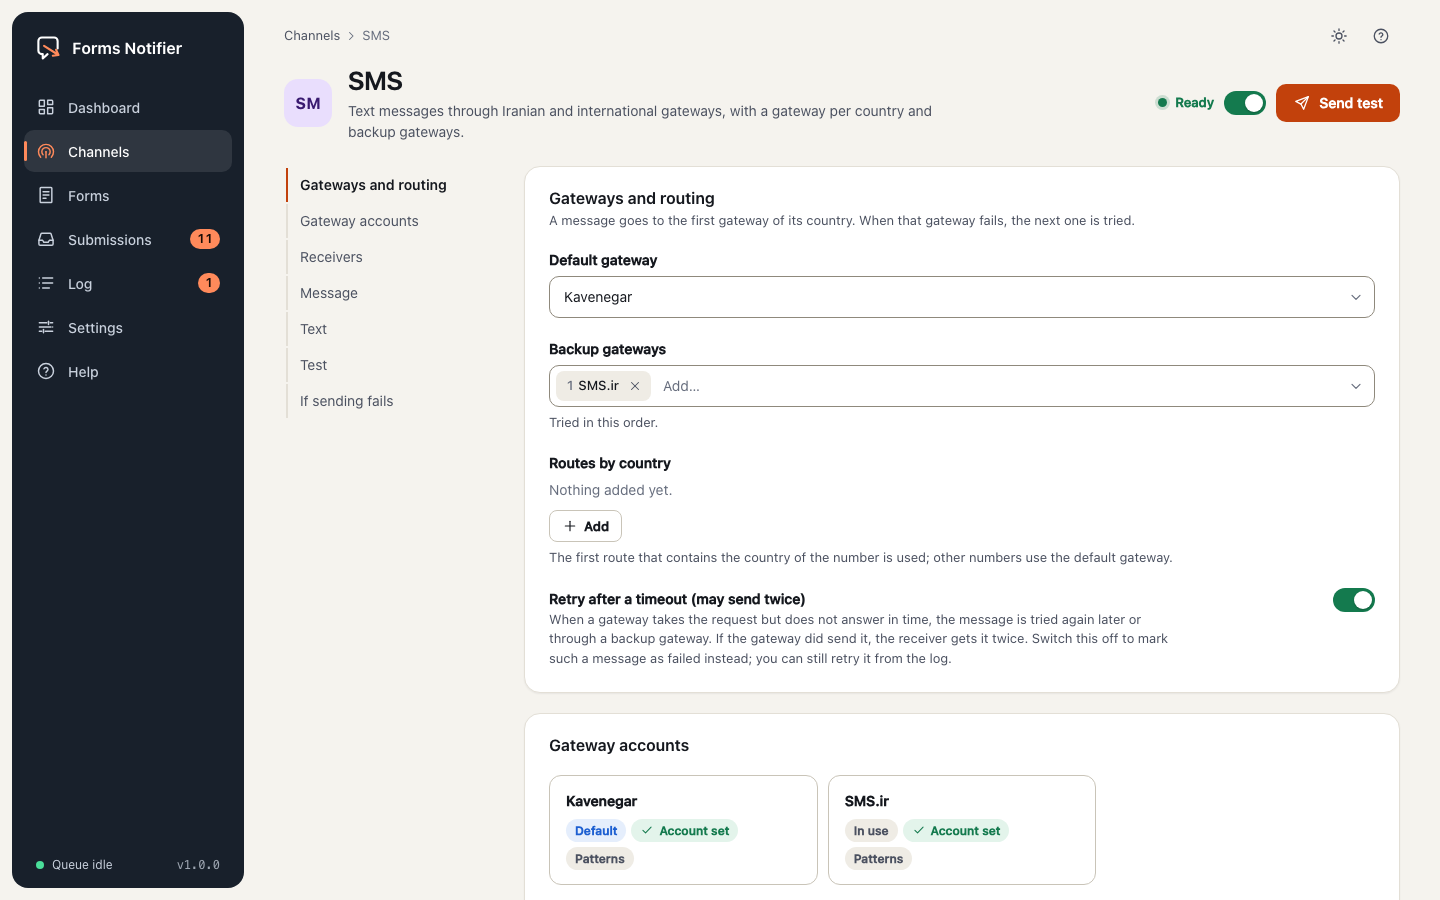 Forms Notifier
Dashboard
Channels
Forms
Submissions 11
Log 1
Settings
Help
Queue idle v1.0.0
Channels SMS
SM
SMS
Text messages through Iranian and international gateways, with a gateway per country and
backup gateways.
Ready
Send test
Gateways and routing
Gateway accounts
Receivers
Message
Text
Test
If sending fails
Gateways and routing
A message goes to the first gateway of its country. When that gateway fails, the next one is tried.
Default gateway
Kavenegar
Backup gateways
1 SMS.ir Add...
Tried in this order.
Routes by country
Nothing added yet.
Add
The first route that contains the country of the number is used; other numbers use the default gateway.
Retry after a timeout (may send twice)
When a gateway takes the request but does not answer in time, the message is tried again later or
through a backup gateway. If the gateway did send it, the receiver gets it twice. Switch this off to mark
such a message as failed instead; you can still retry it from the log.
Gateway accounts
Kavenegar
Default Account set
Patterns
SMS.ir
In use Account set
Patterns